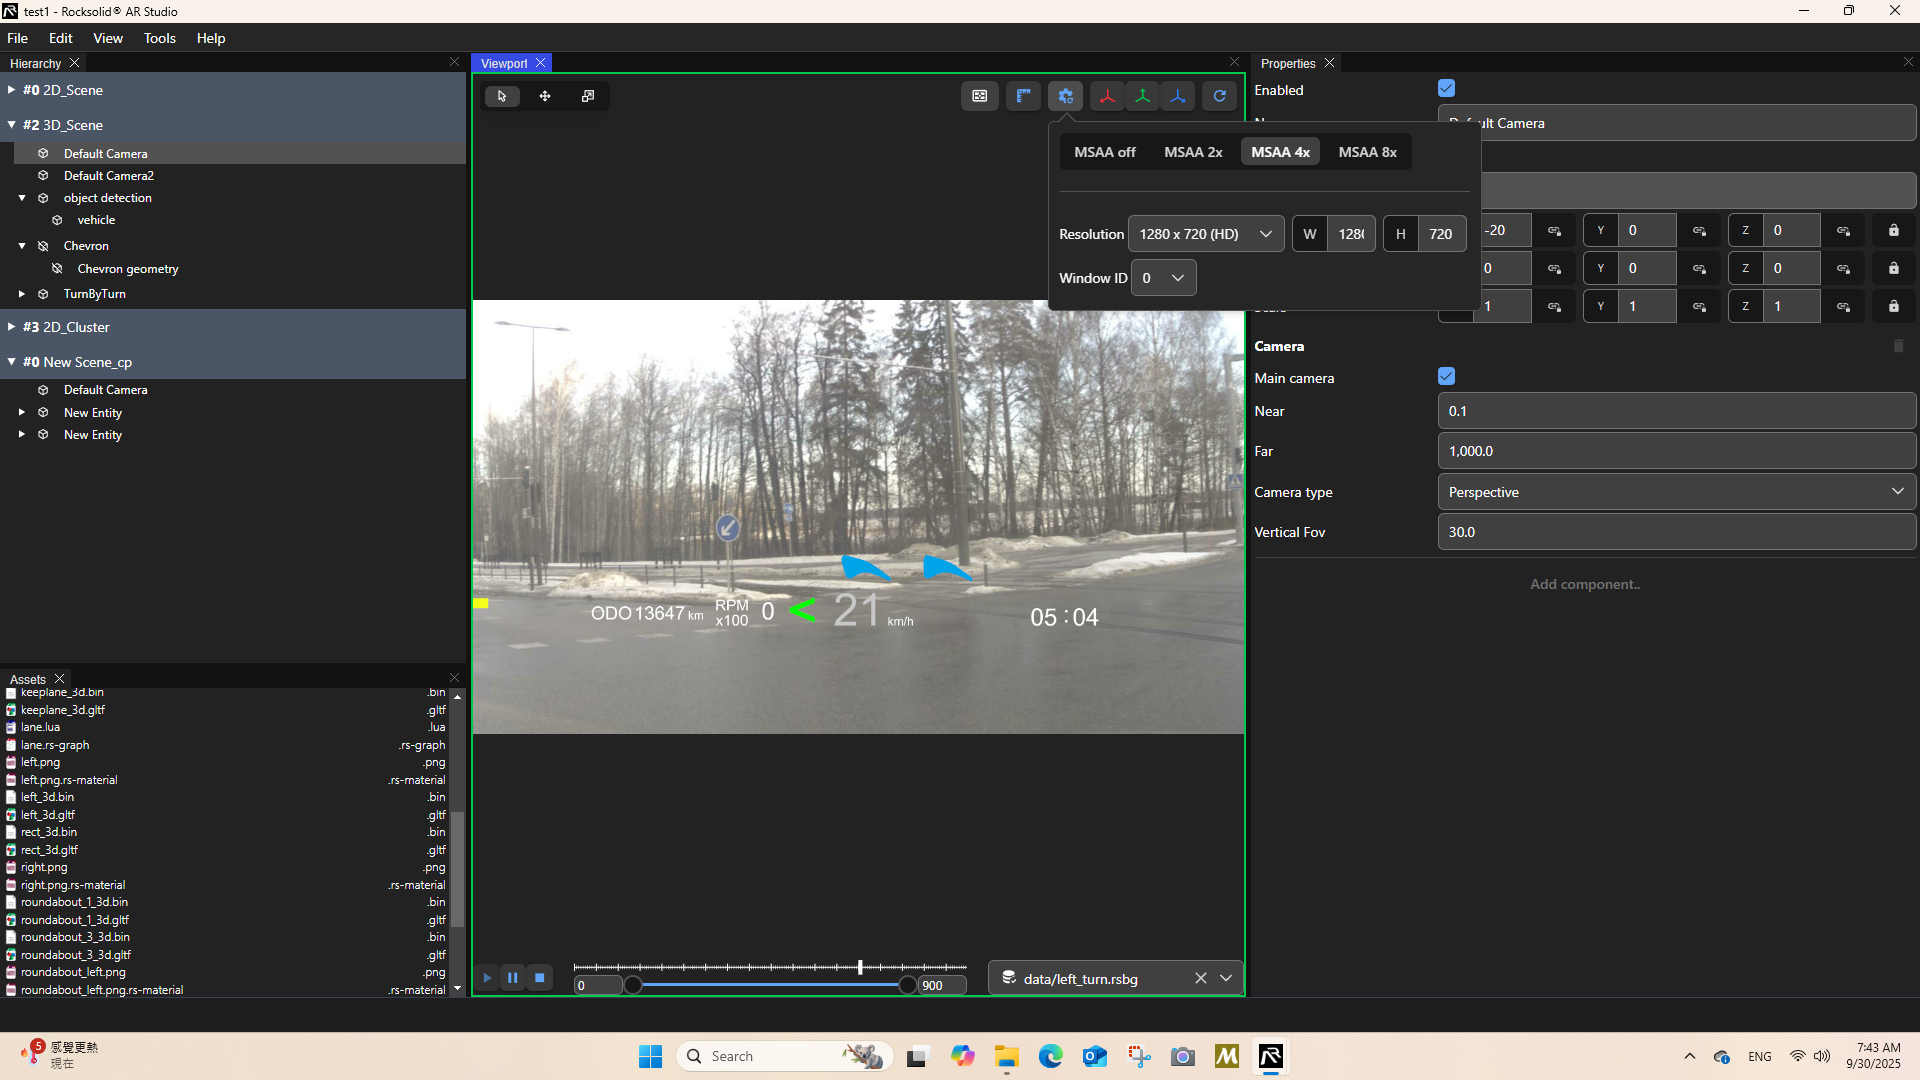 test1 - Rocksolid® AR Studio
File Edit View Tools Help
Hierarchy
#0 2D_Scene
#2 3D_Scene
Default Camera
Default Camera2
object detection
vehicle
Chevron
Chevron geometry
TurnByTurn
#3 2D_Cluster
#0 New Scene_cp
Default Camera
New Entity
New Entity
Assets
keeplane_3d.bin .bin
keeplane_3d.gltf .gltf
lane.lua .lua
lane.rs-graph .rs-graph
left.png .png
left.png.rs-material .rs-material
left_3d.bin .bin
left_3d.gltf .gltf
rect_3d.bin .bin
rect_3d.gltf .gltf
right.png .png
right.png.rs-material .rs-material
roundabout_1_3d.bin .bin
roundabout_1_3d.gltf .gltf
roundabout_3_3d.bin .bin
roundabout_3_3d.gltf .gltf
roundabout_left.png .png
roundabout_left.png.rs-material .rs-material
Viewport
MSAA off MSAA 2x MSAA 4x MSAA 8x
Resolution 1280 x 720 (HD) W 1280 H 720
Window ID 0
ODO 13647 km RPM x100 0 < 21 km/h 05 : 04
0 900
data/left_turn.rsbg
Properties
Enabled
Camera
-20 Y 0 Z 0
0 Y 0 Z 0
1 Y 1 Z 1
Camera
Main camera
Near 0.1
Far 1,000.0
Camera type Perspective
Vertical Fov 30.0
Add component..
5
感覺更熱
現在
Search
ENG
7:43 AM
9/30/2025